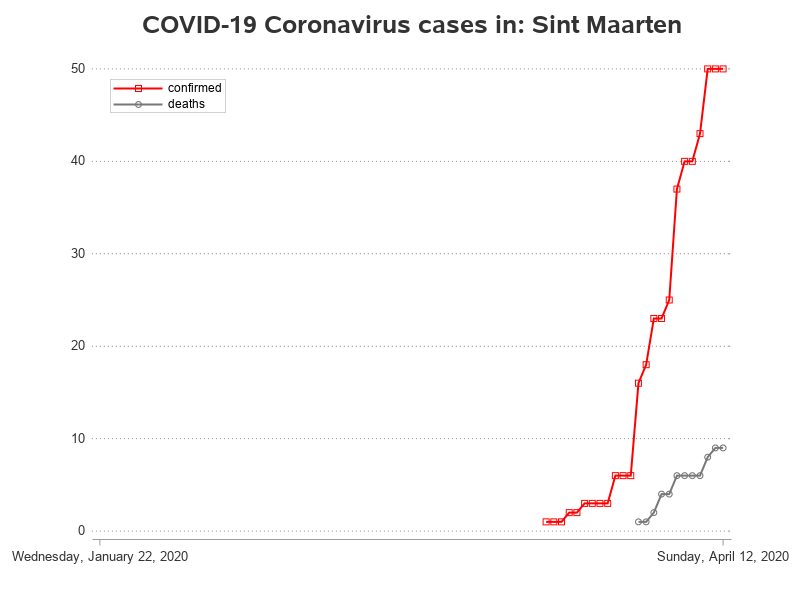 COVID-19 Coronavirus cases in: Sint Maarten
50
confirmed
deaths
40
30
20
10
0
Wednesday, January 22, 2020
Sunday, April 12, 2020